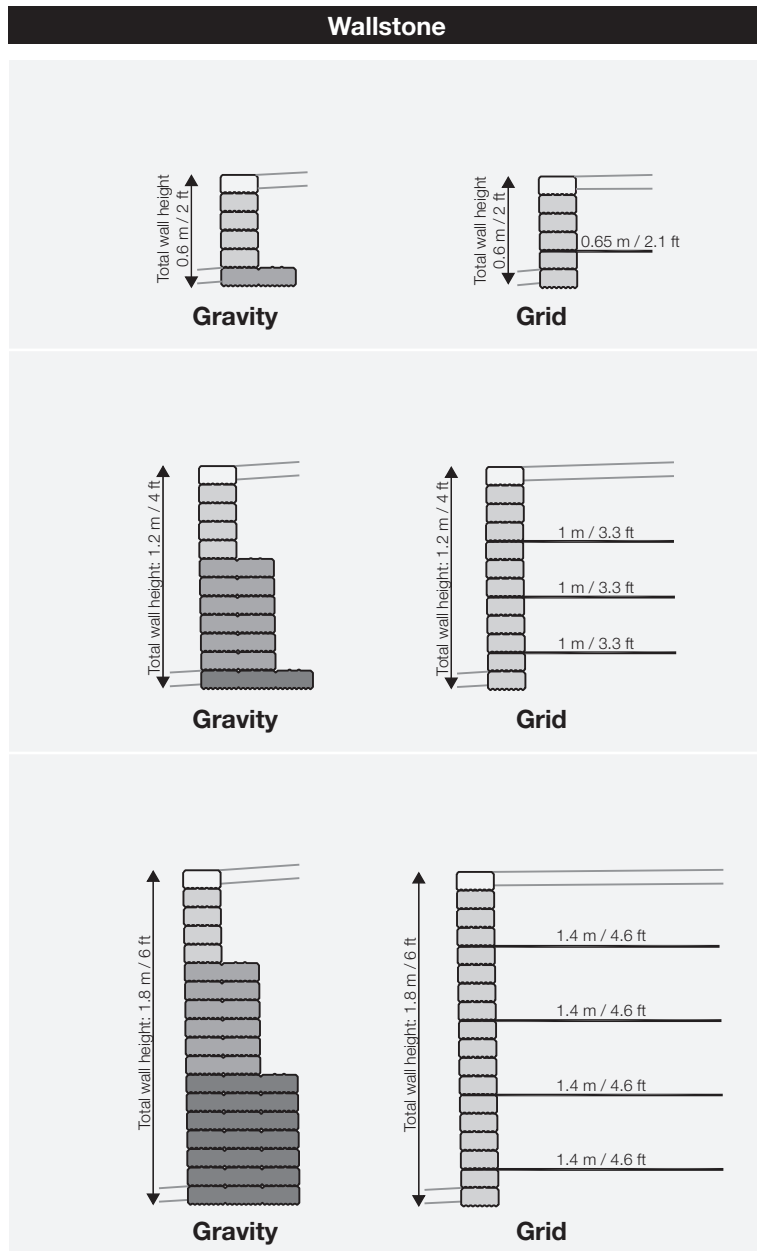 Wallstone
Total wall height
0.6 m / 2 ft
Gravity
Total wall height
0.6 m / 2 ft
0.65 m / 2.1 ft
Grid
Total wall height: 1.2 m / 4 ft
Gravity
Total wall height: 1.2 m / 4 ft
1 m / 3.3 ft
1 m / 3.3 ft
1 m / 3.3 ft
Grid
Total wall height: 1.8 m / 6 ft
Gravity
Total wall height: 1.8 m / 6 ft
1.4 m / 4.6 ft
1.4 m / 4.6 ft
1.4 m / 4.6 ft
1.4 m / 4.6 ft
Grid